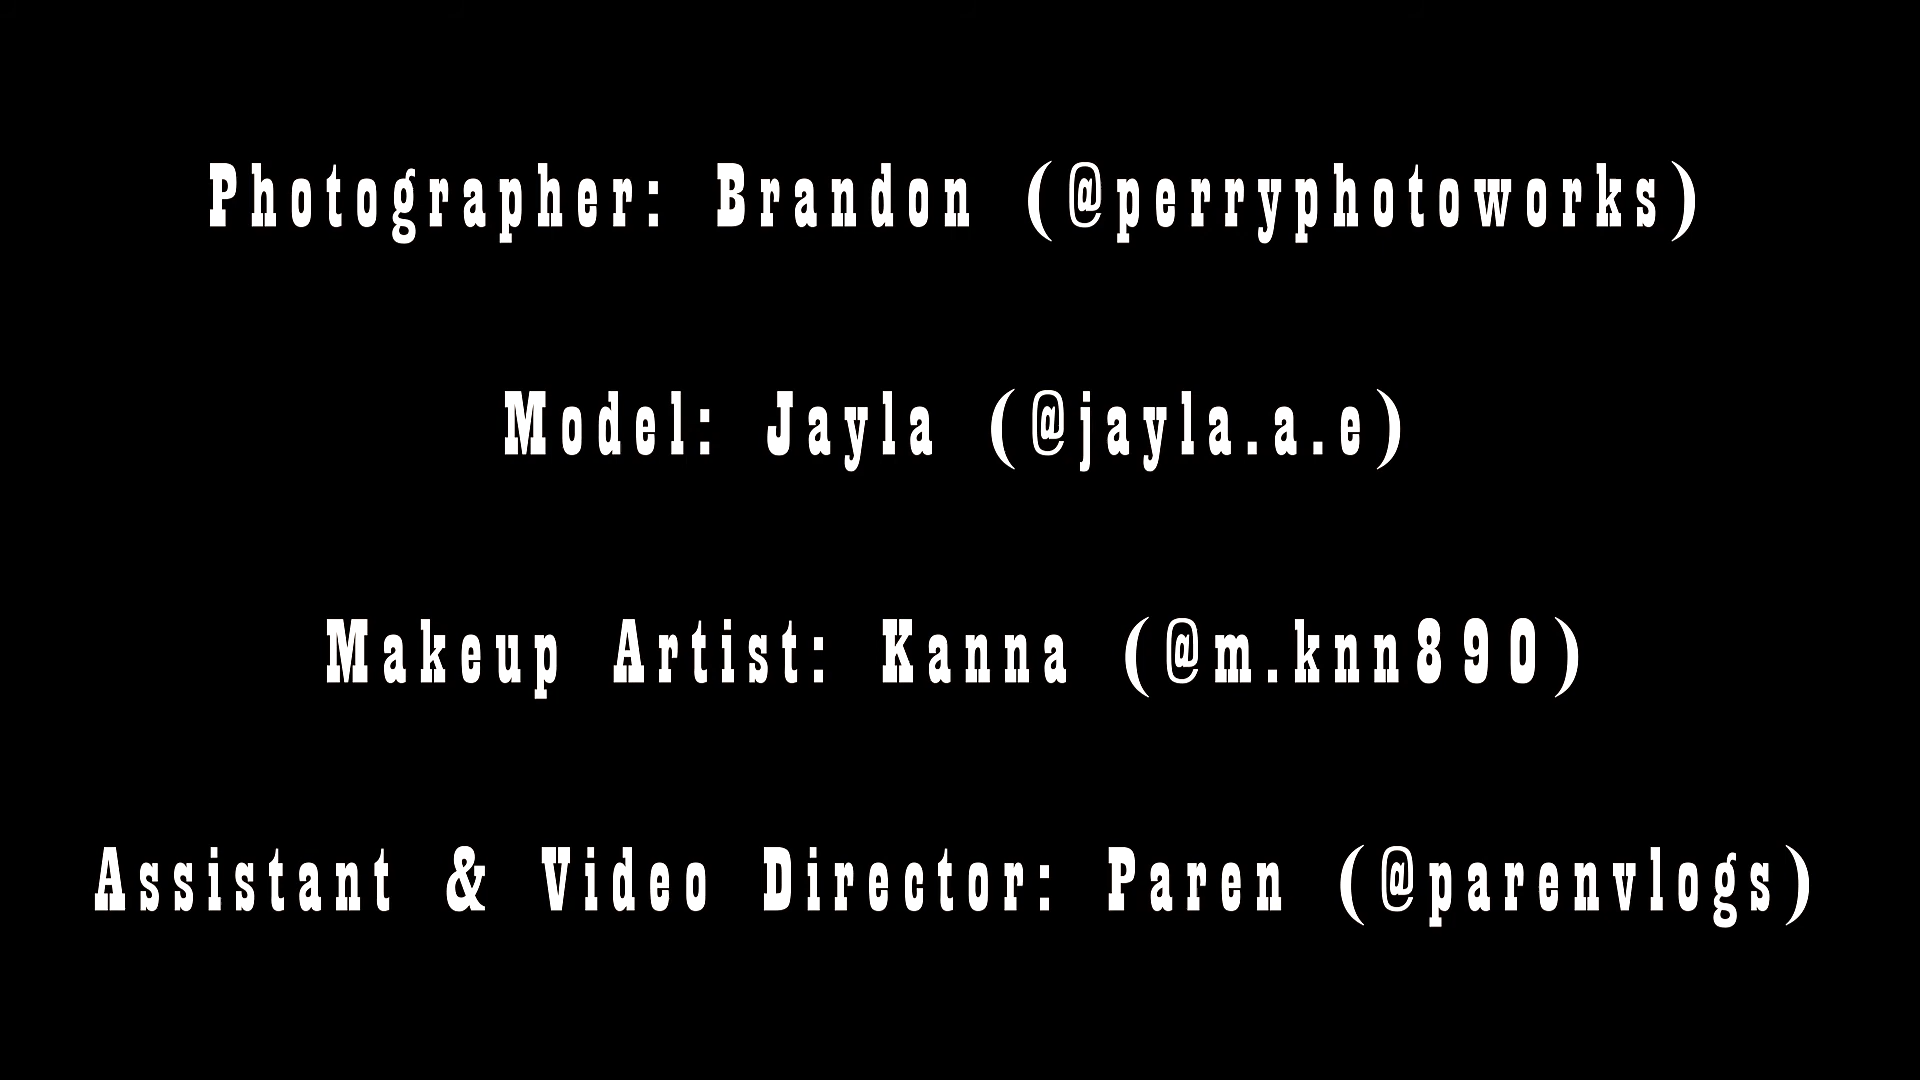 Photographer: Brandon (@perryphotoworks)
Model: Jayla (@jayla.a.e)
Makeup Artist: Kanna (@m.knn890)
Assistant & Video Director: Paren (@parenvlogs)